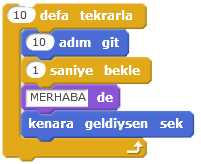 10 defa tekrarla
10 adım git
1 saniye bekle
MERHABA de
kenara geldiysen sek